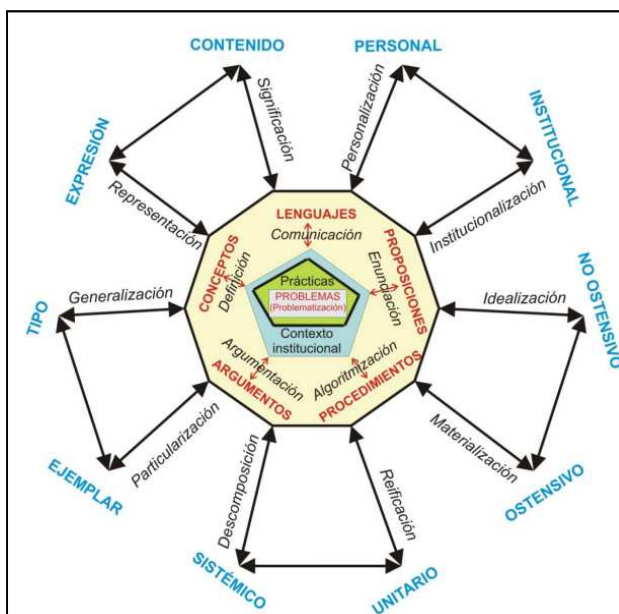 CONTENIDO
PERSONAL
EXPRESIÓN
Significación
Personalización
INSTITUCIONAL
Representación
Institucionalización
LENGUAJES
Comunicación
CONCEPTOS
Definición
PROPOSICIONES
Enunciación
Prácticas
PROBLEMAS
(Problematización)
Contexto
institucional
TIPO
Generalización
Idealización
NO OSTENSIVO
Argumentación
ARGUMENTOS
Algoritmización
PROCEDIMIENTOS
EJEMPLAR
Particularización
Materialización
OSTENSIVO
Descomposición
Reificación
SISTÉMICO
UNITARIO